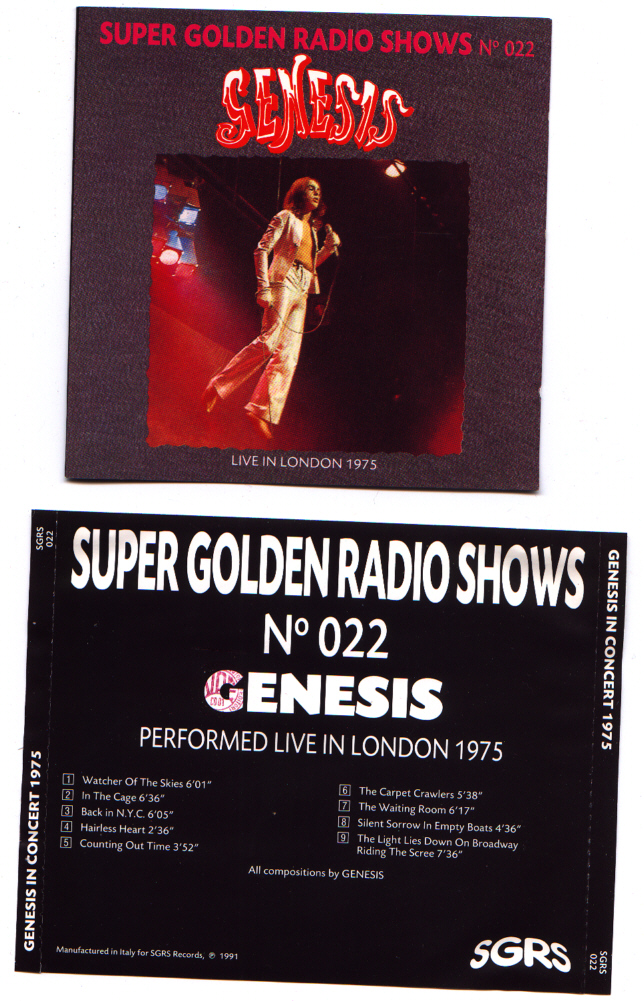 SUPER GOLDEN RADIO SHOWS Nº 022
GENESIS
LIVE IN LONDON 1975
SGRS
022
SUPER GOLDEN RADIO SHOWS
Nº 022
GENESIS
PERFORMED LIVE IN LONDON 1975
1 Watcher Of The Skies 6'01"
2 In The Cage 6'36"
3 Back in N.Y.C. 6'05"
4 Hairless Heart 2'36"
5 Counting Out Time 3'52"
6 The Carpet Crawlers 5'38"
7 The Waiting Room 6'17"
8 Silent Sorrow In Empty Boats 4'36"
9 The Light Lies Down On Broadway
Riding The Scree 7'36"
All compositions by GENESIS
Manufactured in Italy for SGRS Records, ℗ 1991
SGRS
GENESIS IN CONCERT 1975
GENESIS IN CONCERT 1975
SGRS
022